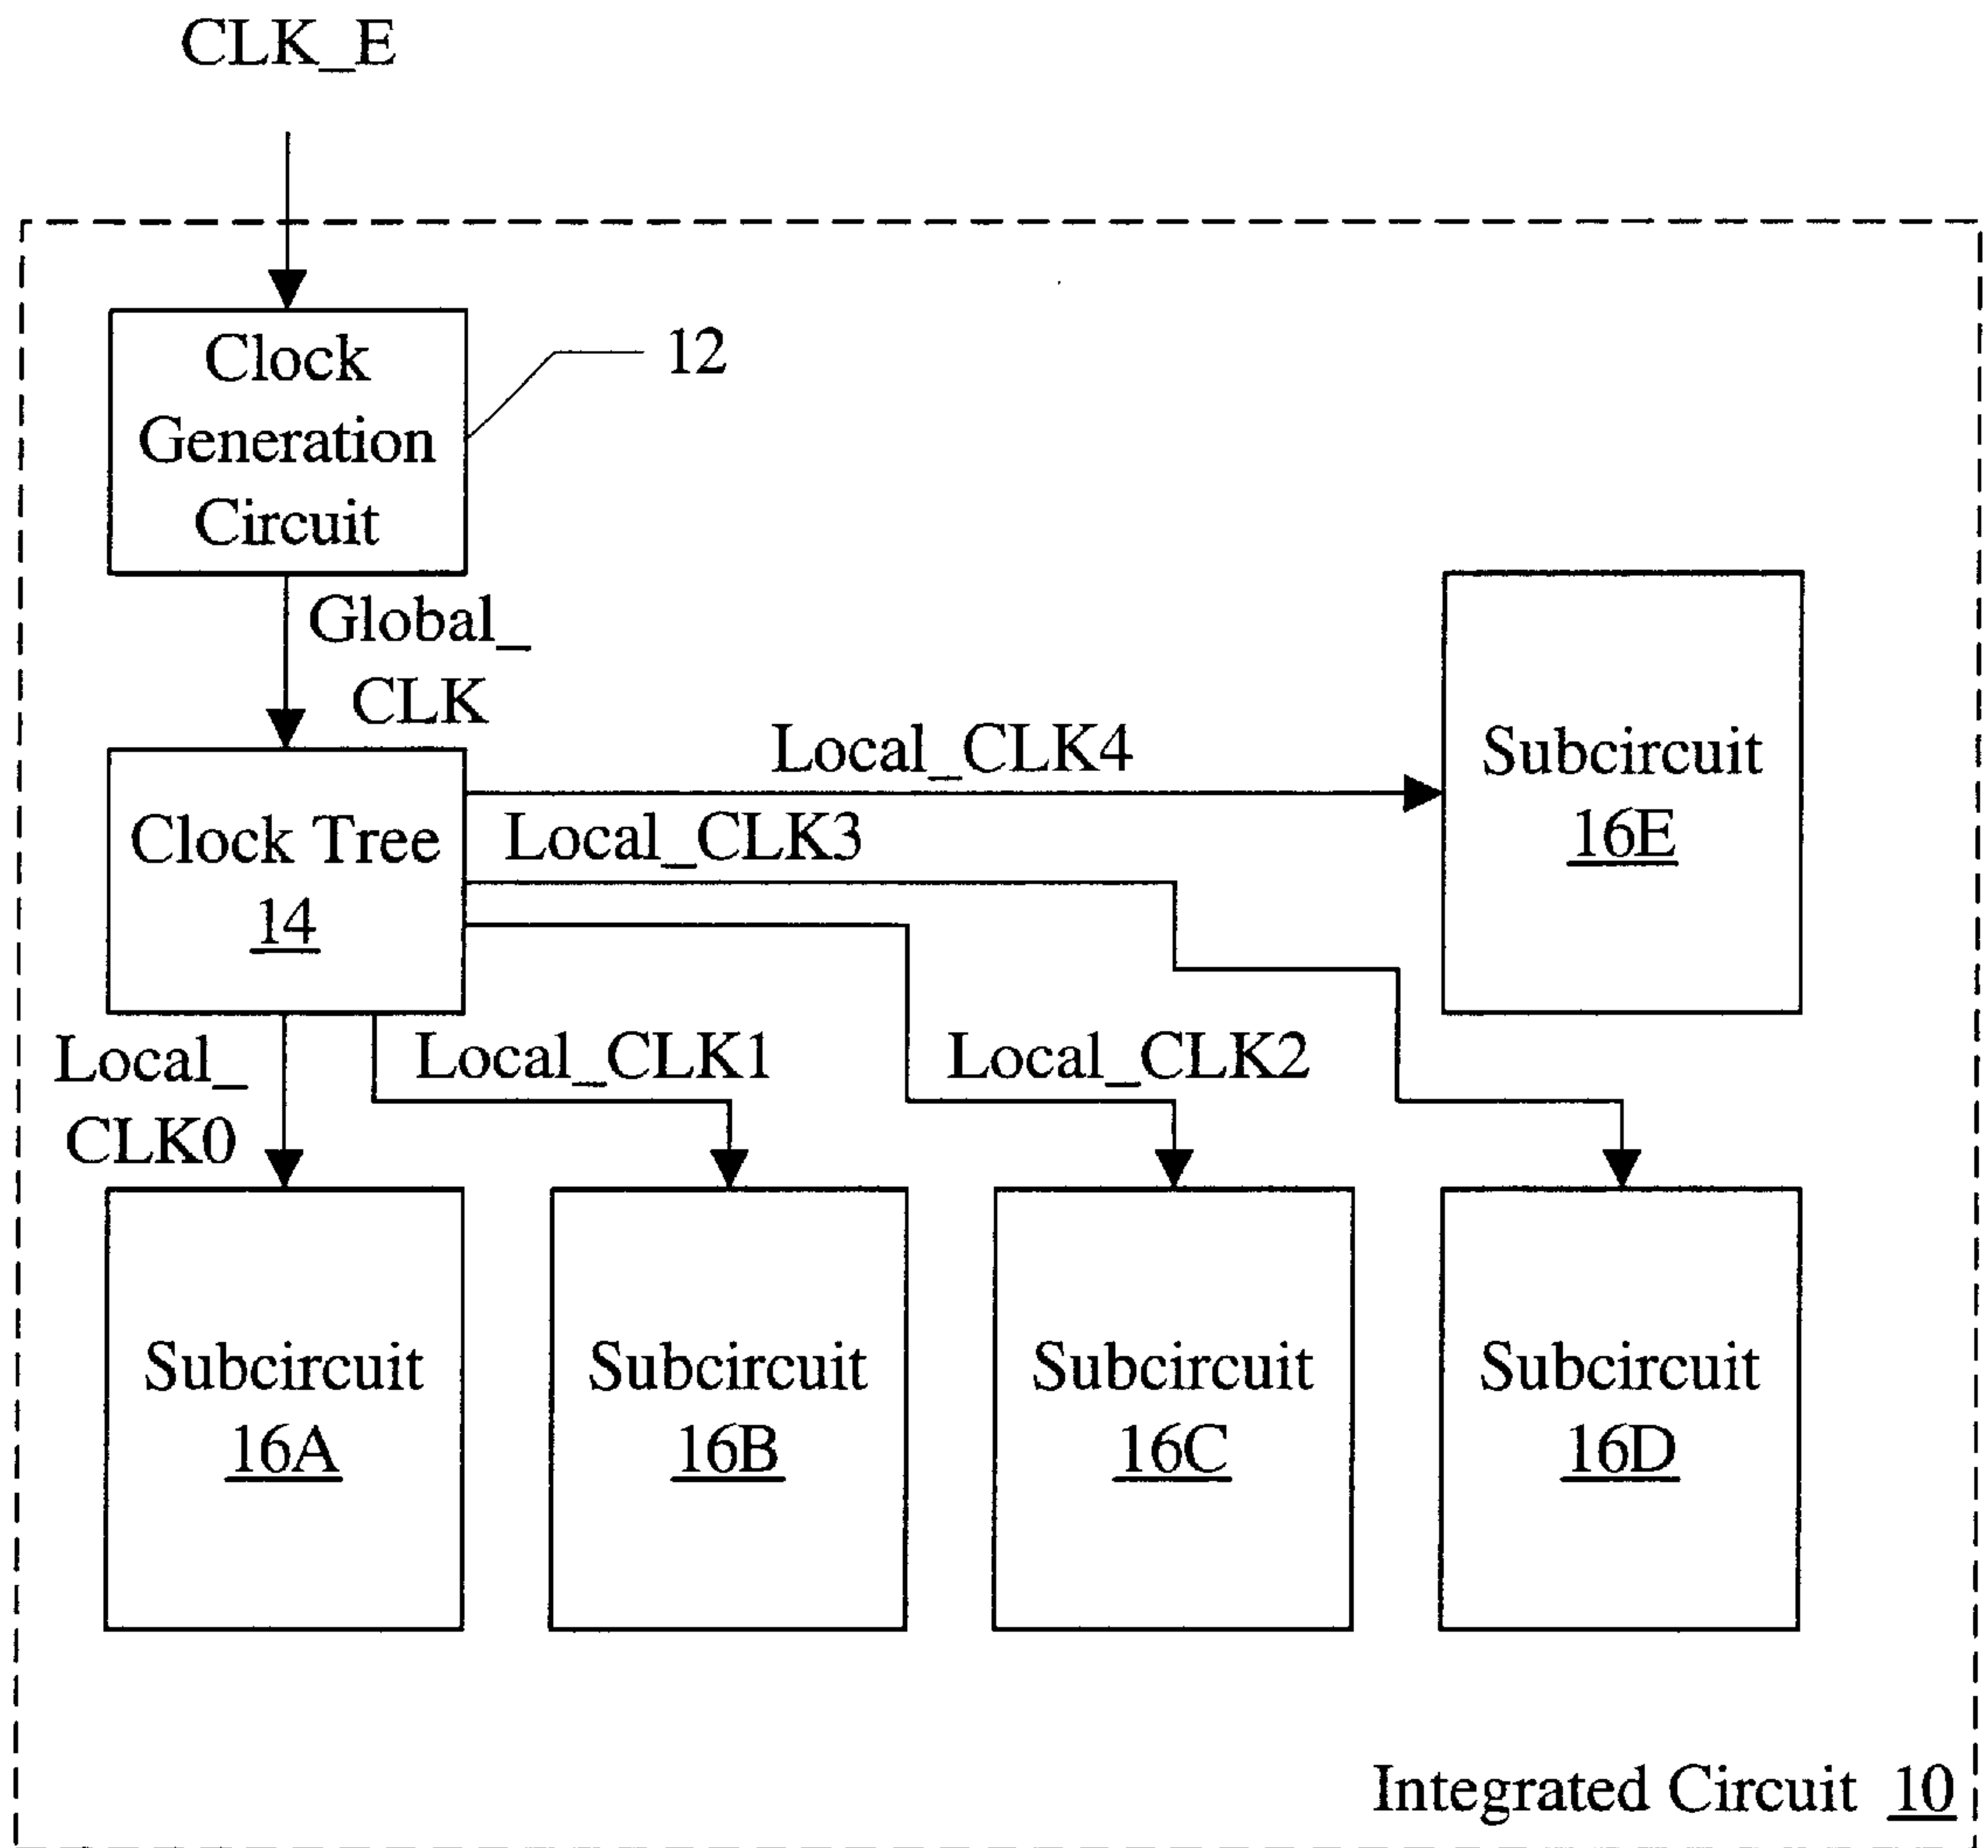 CLK_E
Clock
Generation
Circuit
12
Global_
CLK
Local_CLK4
Subcircuit
16E
Clock Tree
14
Local_CLK3
Local_
CLK0
Local_CLK1
Local_CLK2
Subcircuit
16A
Subcircuit
16B
Subcircuit
16C
Subcircuit
16D
Integrated Circuit 10